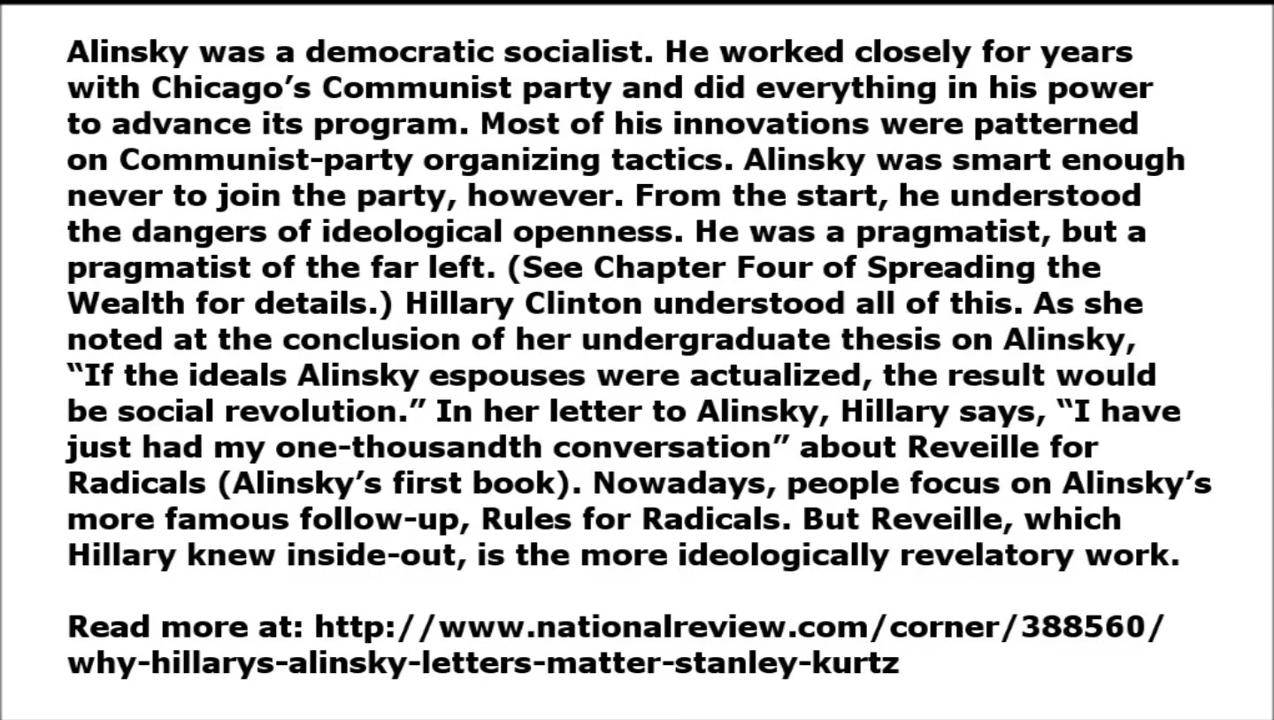 Alinsky was a democratic socialist. He worked closely for years
with Chicago’s Communist party and did everything in his power
to advance its program. Most of his innovations were patterned
on Communist-party organizing tactics. Alinsky was smart enough
never to join the party, however. From the start, he understood
the dangers of ideological openness. He was a pragmatist, but a
pragmatist of the far left. (See Chapter Four of Spreading the
Wealth for details.) Hillary Clinton understood all of this. As she
noted at the conclusion of her undergraduate thesis on Alinsky,
“If the ideals Alinsky espouses were actualized, the result would
be social revolution.” In her letter to Alinsky, Hillary says, “I have
just had my one-thousandth conversation” about Reveille for
Radicals (Alinsky’s first book). Nowadays, people focus on Alinsky’s
more famous follow-up, Rules for Radicals. But Reveille, which
Hillary knew inside-out, is the more ideologically revelatory work.
Read more at: http://www.nationalreview.com/corner/388560/
why-hillarys-alinsky-letters-matter-stanley-kurtz